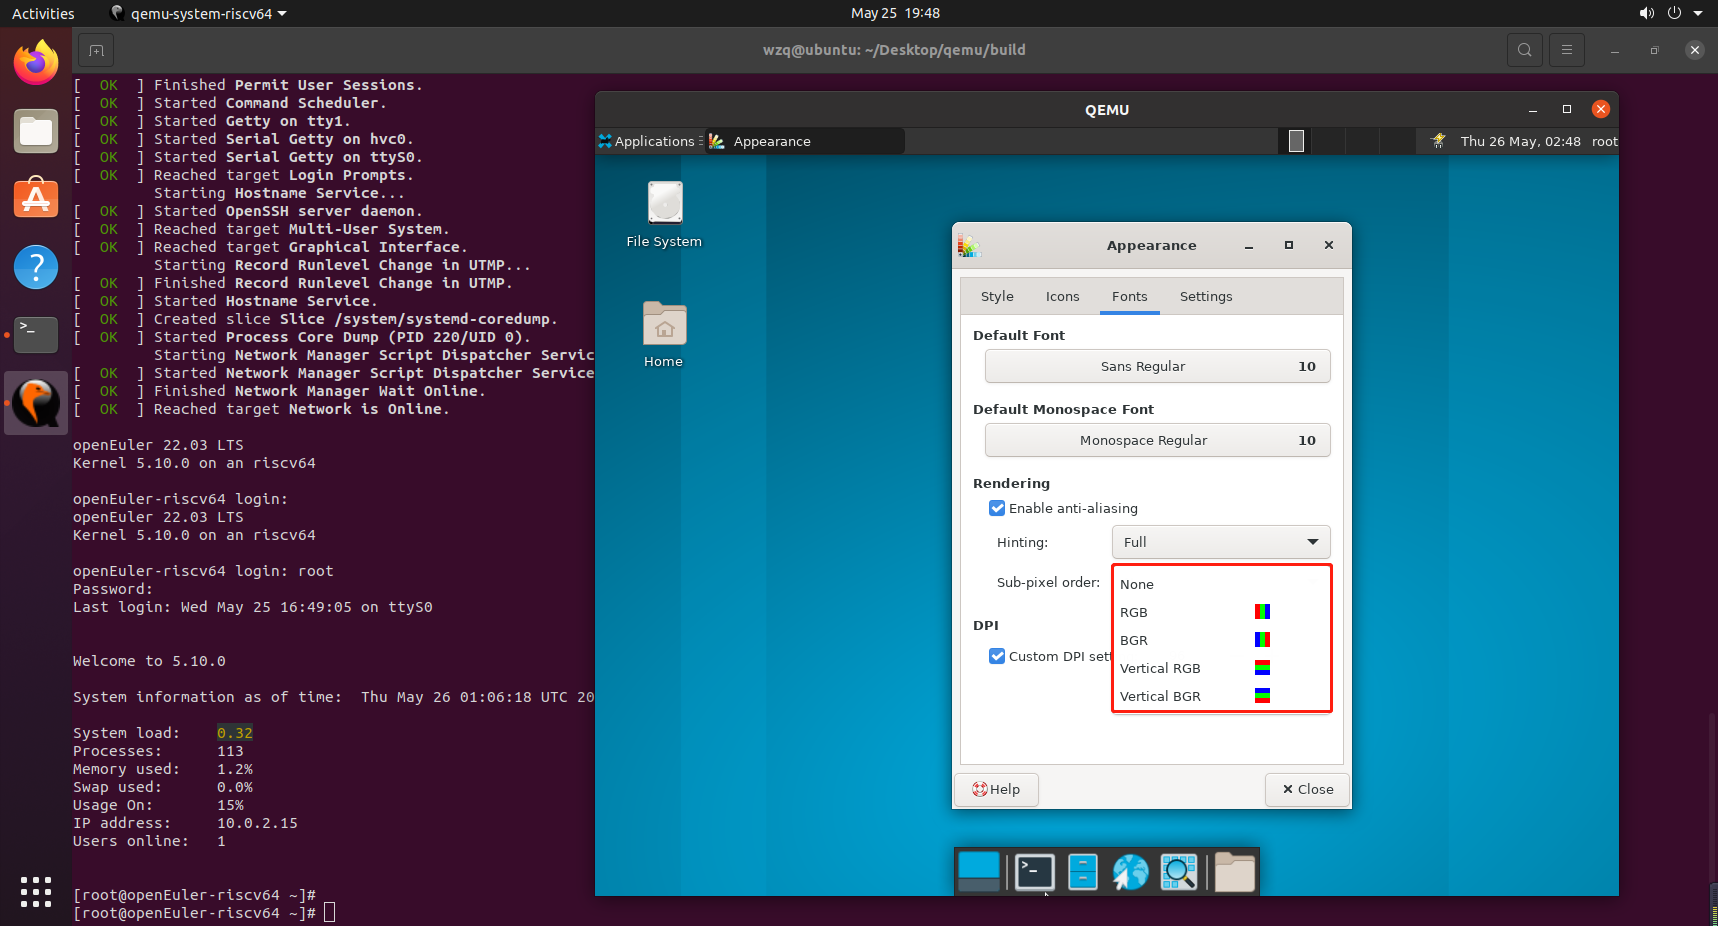 Activities qemu-system-riscv64 May 25 19:48
wzq@ubuntu: ~/Desktop/qemu/build
[ OK ] Finished Permit User Sessions.
[ OK ] Started Command Scheduler.
[ OK ] Started Getty on tty1.
[ OK ] Started Serial Getty on hvc0.
[ OK ] Started Serial Getty on ttyS0.
[ OK ] Reached target Login Prompts.
Starting Hostname Service...
[ OK ] Started OpenSSH server daemon.
[ OK ] Reached target Multi-User System.
[ OK ] Reached target Graphical Interface.
Starting Record Runlevel Change in UTMP...
[ OK ] Finished Record Runlevel Change in UTMP.
[ OK ] Started Hostname Service.
[ OK ] Created slice Slice /system/systemd-coredump.
[ OK ] Started Process Core Dump (PID 220/UID 0).
Starting Network Manager Script Dispatcher Servic
[ OK ] Started Network Manager Script Dispatcher Service
[ OK ] Finished Network Manager Wait Online.
[ OK ] Reached target Network is Online.
openEuler 22.03 LTS
Kernel 5.10.0 on an riscv64
openEuler-riscv64 login:
openEuler 22.03 LTS
Kernel 5.10.0 on an riscv64
openEuler-riscv64 login: root
Password:
Last login: Wed May 25 16:49:05 on ttyS0
Welcome to 5.10.0
System information as of time: Thu May 26 01:06:18 UTC 20
System load: 0.32
Processes: 113
Memory used: 1.2%
Swap used: 0.0%
Usage On: 15%
IP address: 10.0.2.15
Users online: 1
[root@openEuler-riscv64 ~]#
[root@openEuler-riscv64 ~]#
QEMU
Applications Appearance Thu 26 May, 02:48 root
File System
Home
Appearance
Style Icons Fonts Settings
Default Font
Sans Regular 10
Default Monospace Font
Monospace Regular 10
Rendering
Enable anti-aliasing
Hinting: Full
Sub-pixel order:
None
RGB
BGR
Vertical RGB
Vertical BGR
DPI
Custom DPI sett
Help Close